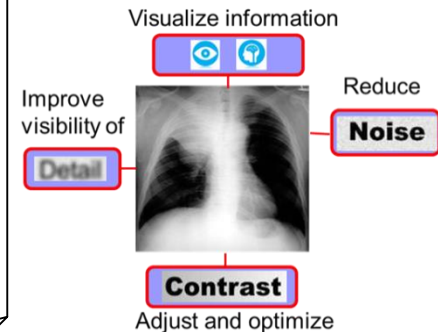 Visualize information
Reduce
Noise
Improve
visibility of
Detail
Contrast
Adjust and optimize